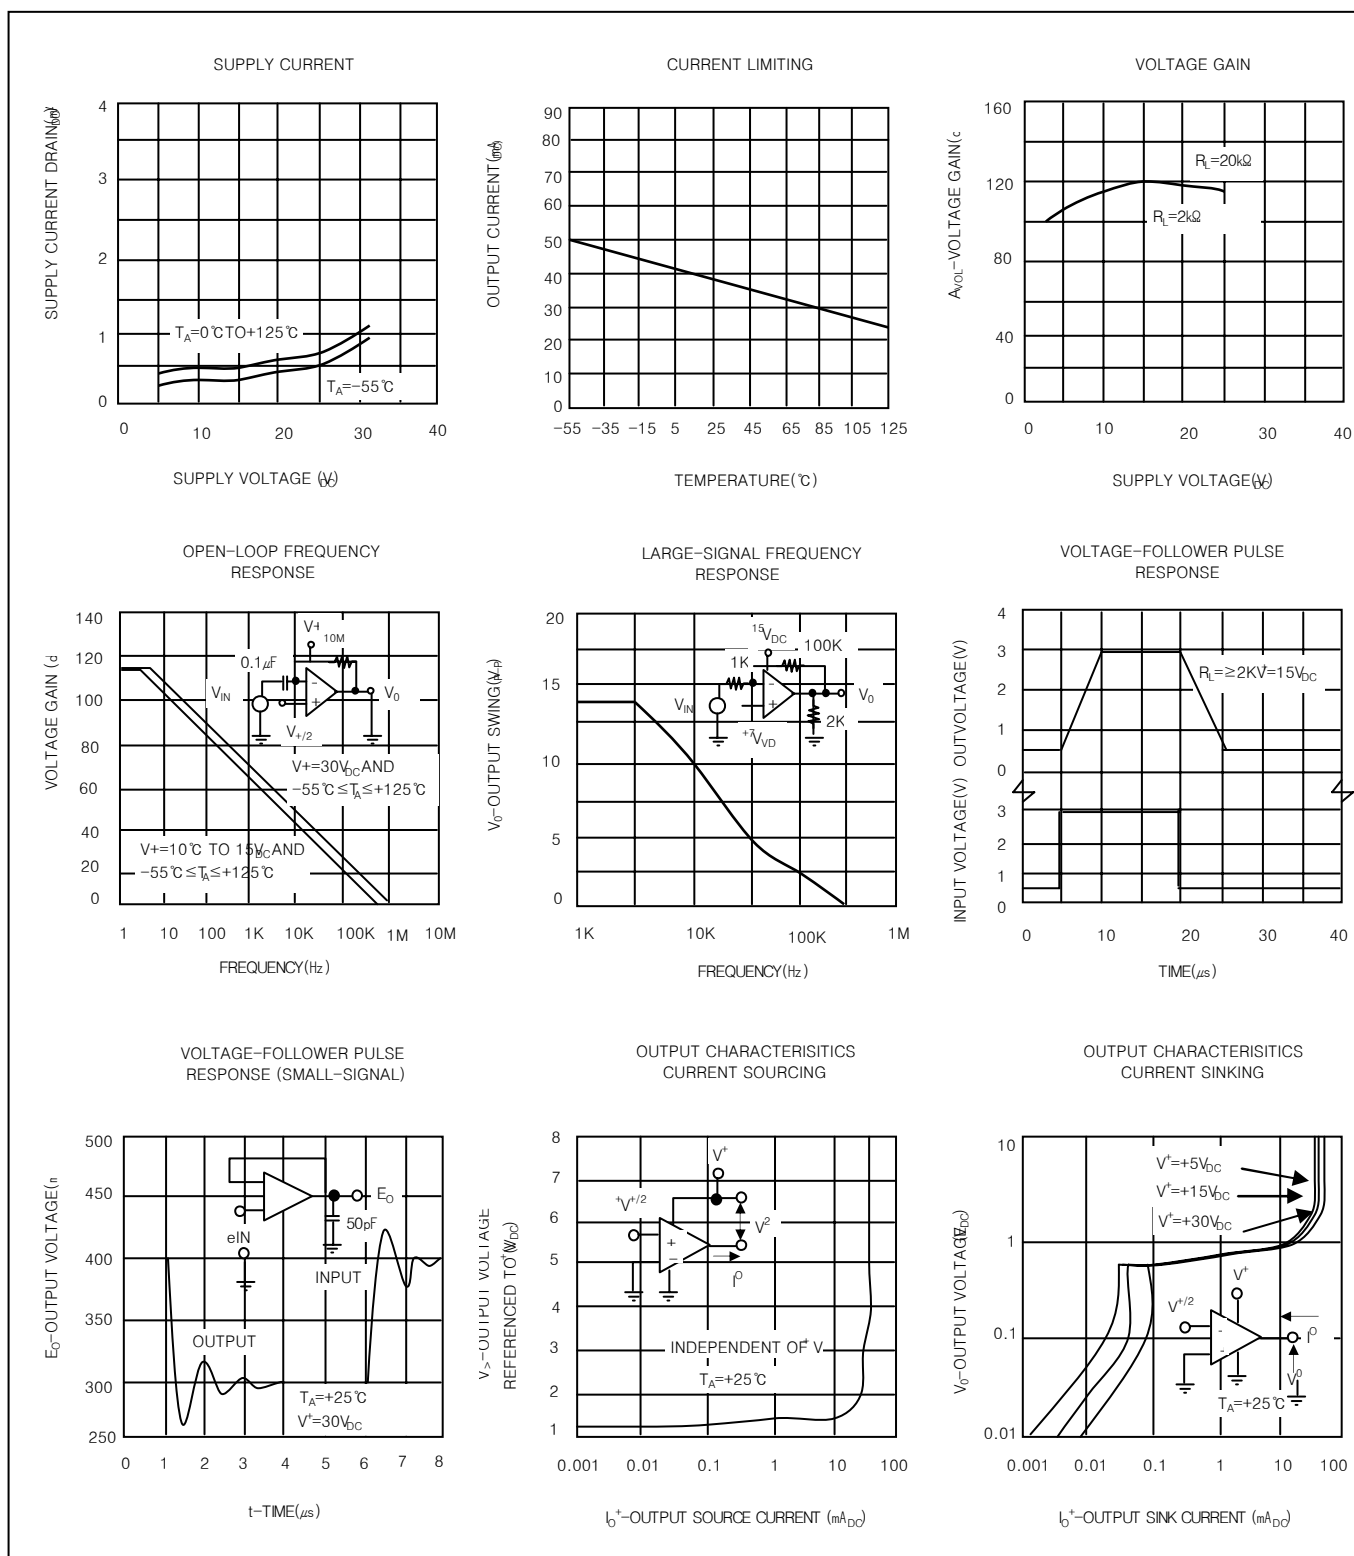 SUPPLY CURRENT
SUPPLY CURRENT DRAIN(
4
3
2
1
0
TA=0℃TO+125℃
TA=−55℃
0 10 20 30 40
SUPPLY VOLTAGE (VDC)
CURRENT LIMITING
OUTPUT CURRENT(mADC)
90
80
70
60
50
40
30
20
10
0
−55 −35 −15 5 25 45 65 85 105 125
TEMPERATURE(℃)
VOLTAGE GAIN
AVOL−VOLTAGE GAIN(
160
120
80
40
0
RL=20kΩ
RL=2kΩ
0 10 20 30 40
SUPPLY VOLTAGE(VDC)
OPEN−LOOP FREQUENCY
RESPONSE
VOLTAGE GAIN (d
140
120
100
80
60
40
20
0
V+
10M
0.1μF
VIN
V0
V+/2
−
+
V+=30VDC AND
−55℃≤TA≤+125℃
V+=10℃ TO 15VDC AND
−55℃≤TA≤+125℃
1 10 100 1K 10K 100K 1M 10M
FREQUENCY(Hz)
LARGE−SIGNAL FREQUENCY
RESPONSE
V0−OUTPUT SWING(
20
15
10
5
0
15VDC
100K
1K
VIN
V0
−
+
2K
+7VVD
1K 10K 100K 1M
FREQUENCY(Hz)
VOLTAGE−FOLLOWER PULSE
RESPONSE
INPUT VOLTAGE(V) OUTVOLTAGE(V)
4
3
2
1
0
3
2
1
0
RL=≥2KV+=15VDC
0 10 20 30 40
TIME(μs)
VOLTAGE−FOLLOWER PULSE
RESPONSE (SMALL−SIGNAL)
EO−OUTPUT VOLTAGE(
500
450
400
350
300
250
EO
50pF
eIN
INPUT
OUTPUT
TA=+25℃
V+=30VDC
0 1 2 3 4 5 6 7 8
t−TIME(μs)
OUTPUT CHARACTERISITICS
CURRENT SOURCING
V>−OUTPUT VOLTAGE
REFERENCED TO
8
7
6
5
4
3
2
1
V+
+V+/2
V2
+
−
IO
INDEPENDENT OF+ V
TA=+25℃
0.001 0.01 0.1 1 10 100
IO+−OUTPUT SOURCE CURRENT (mADC)
OUTPUT CHARACTERISITICS
CURRENT SINKING
V0−OUTPUT VOLTAGE(
10
1
0.1
0.01
V+=+5VDC
V+=+15VDC
V+=+30VDC
V+
V+/2
-
-
IO
V0
TA=+25℃
0.001 0.01 0.1 1 10 100
IO+−OUTPUT SINK CURRENT (mADC)